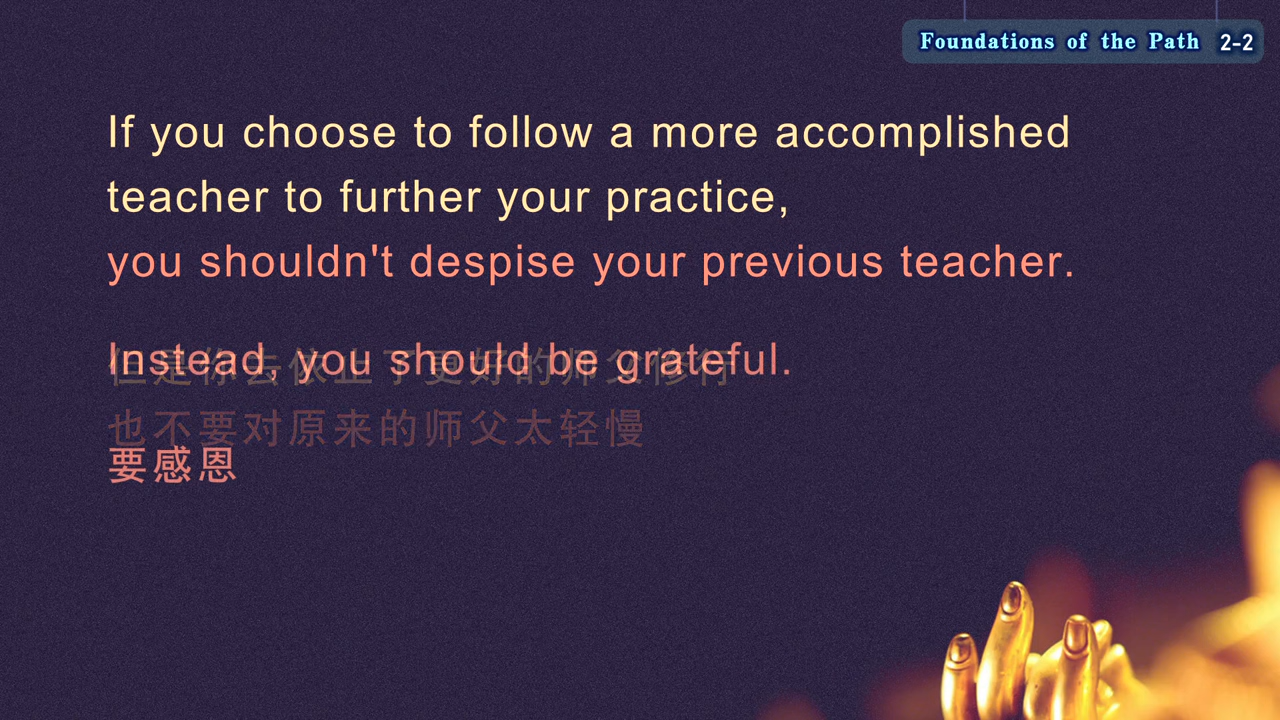 Foundations of the Path 2-2
If you choose to follow a more accomplished
teacher to further your practice,
you shouldn't despise your previous teacher.
Instead, you should be grateful.
但是你去依止了更好的师父修行
也不要对原来的师父太轻慢
要感恩